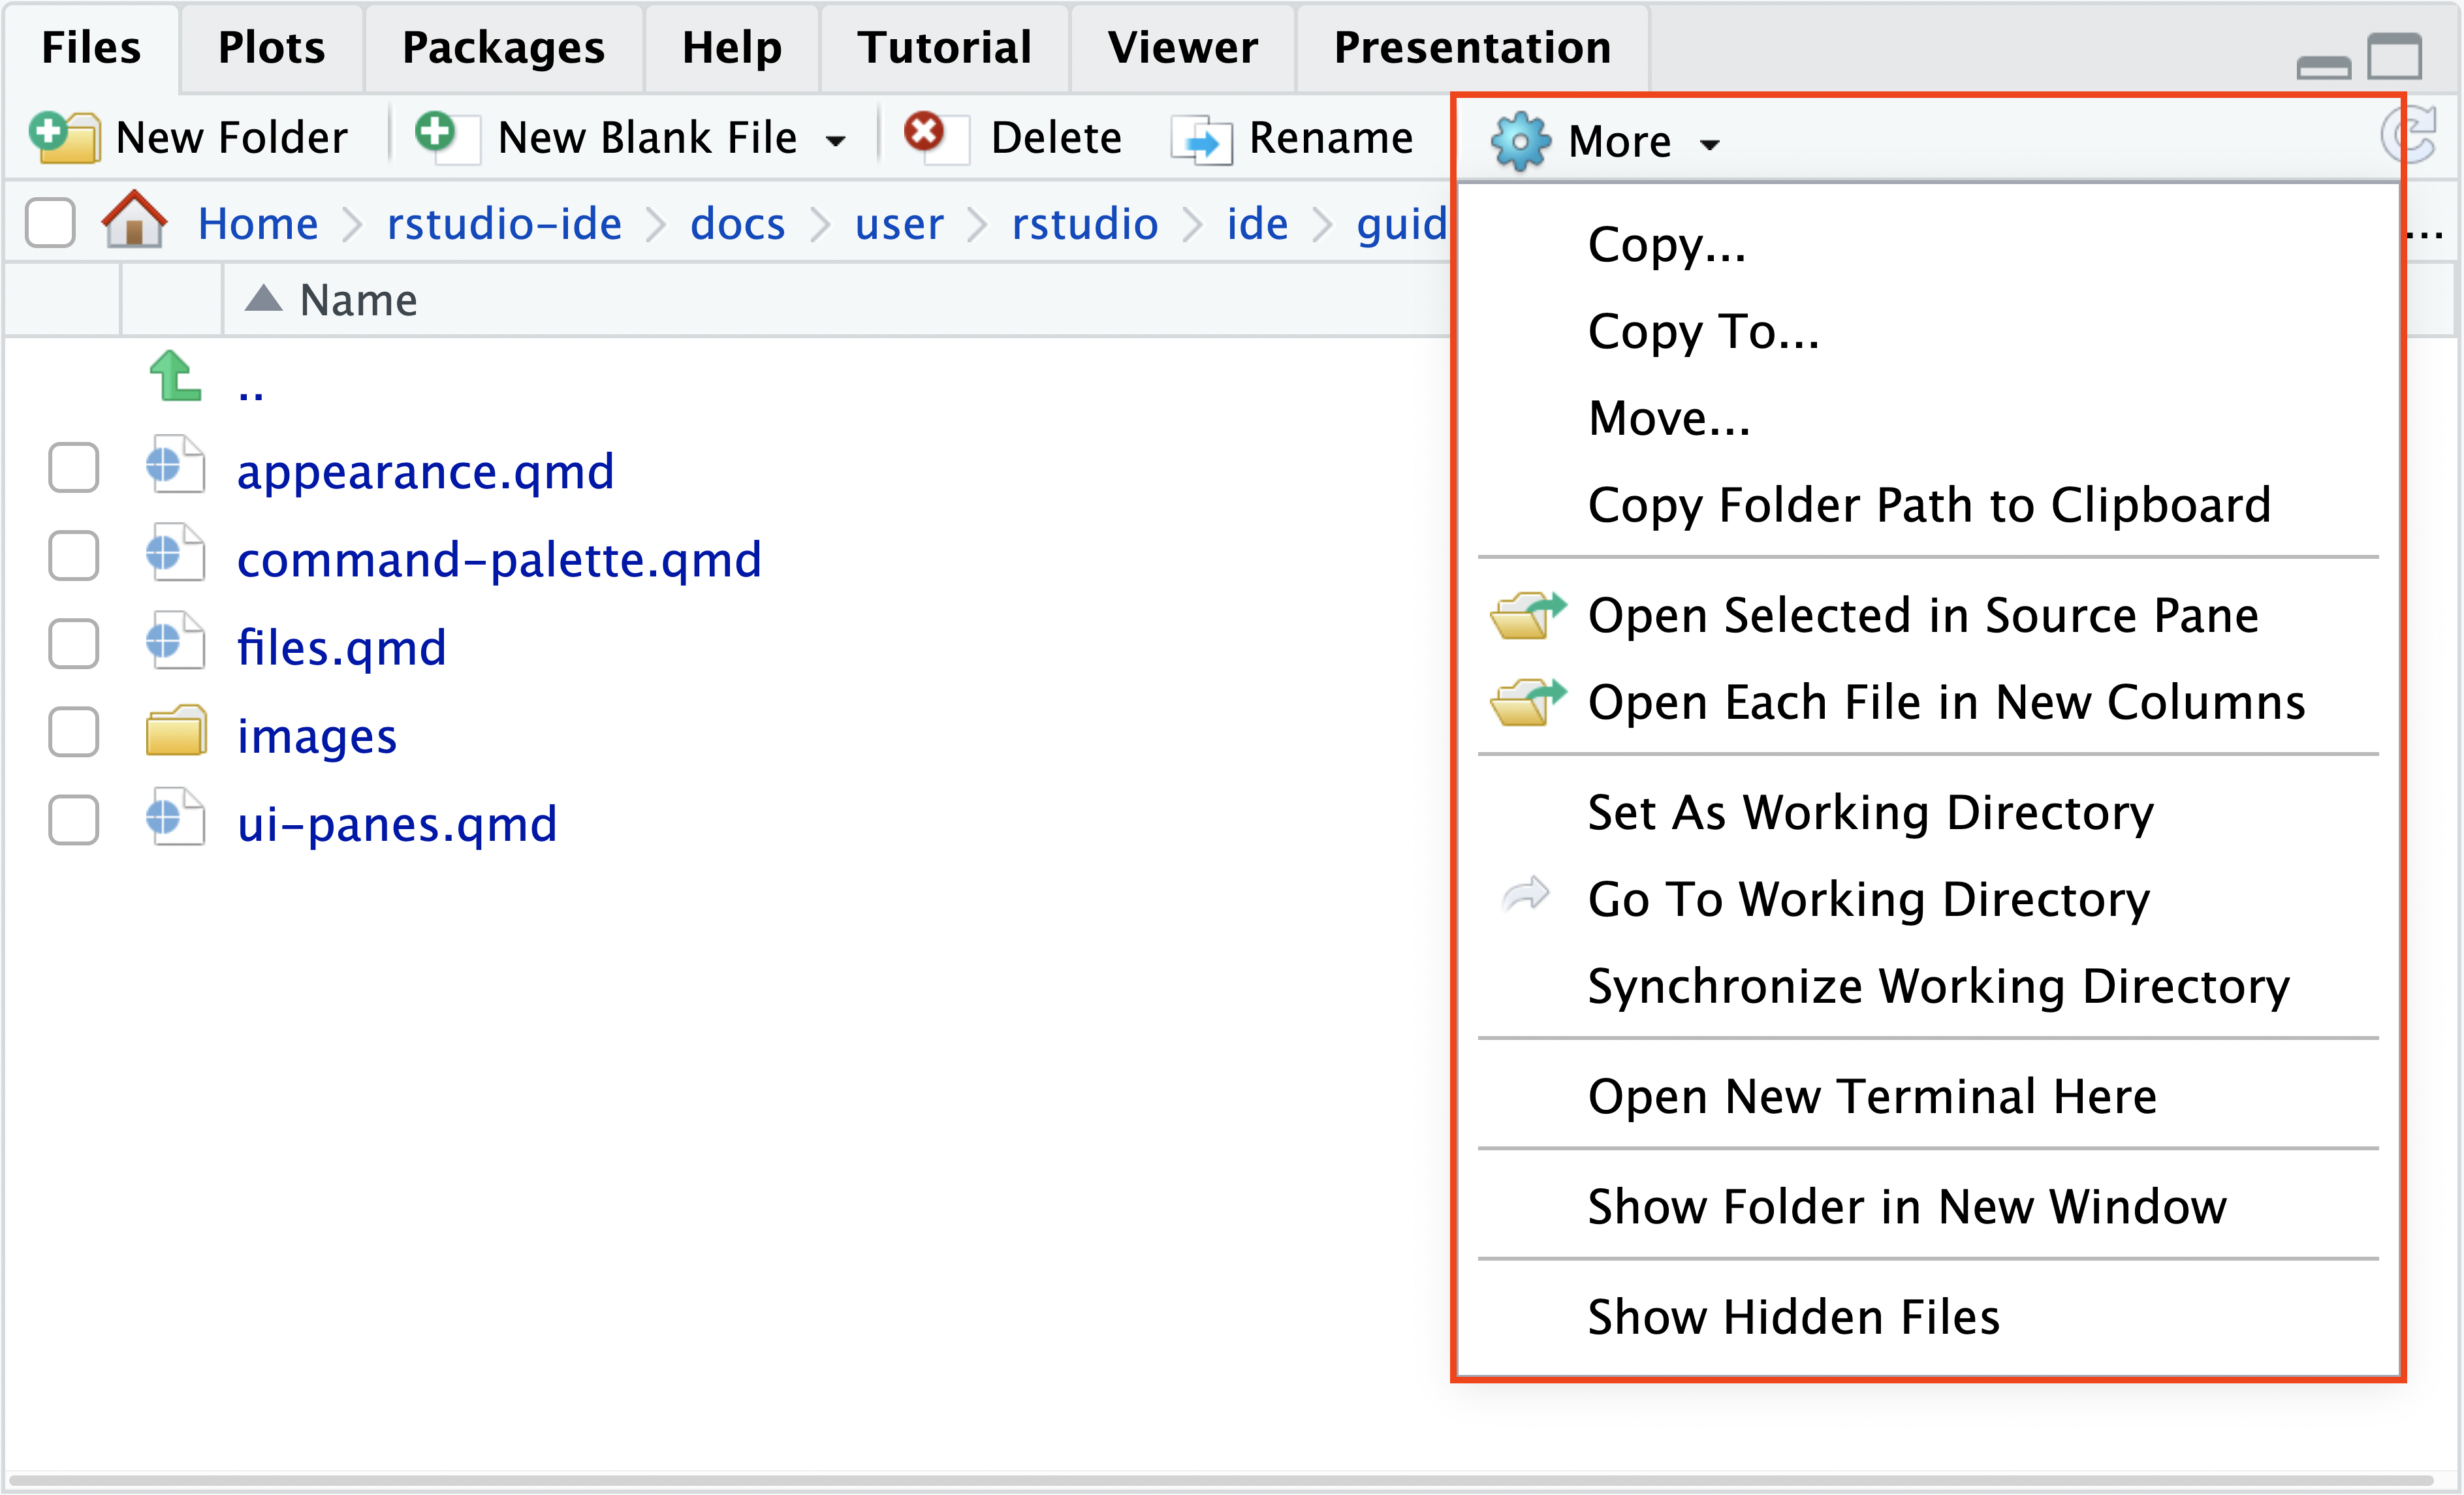 Files Plots Packages Help Tutorial Viewer Presentation
New Folder New Blank File Delete Rename More
Home rstudio-ide docs user rstudio ide guid ...
Name
..
appearance.qmd
command-palette.qmd
files.qmd
images
ui-panes.qmd
Copy...
Copy To...
Move...
Copy Folder Path to Clipboard
Open Selected in Source Pane
Open Each File in New Columns
Set As Working Directory
Go To Working Directory
Synchronize Working Directory
Open New Terminal Here
Show Folder in New Window
Show Hidden Files